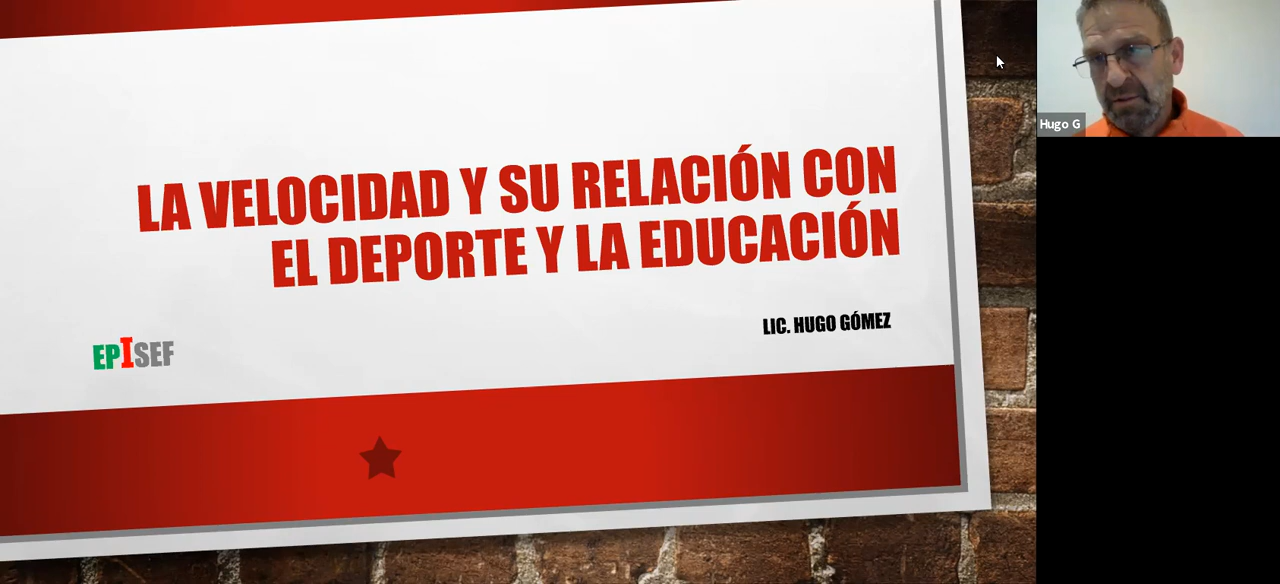 LA VELOCIDAD Y SU RELACIÓN CON
EL DEPORTE Y LA EDUCACIÓN
LIC. HUGO GÓMEZ
EPISEF
Hugo G